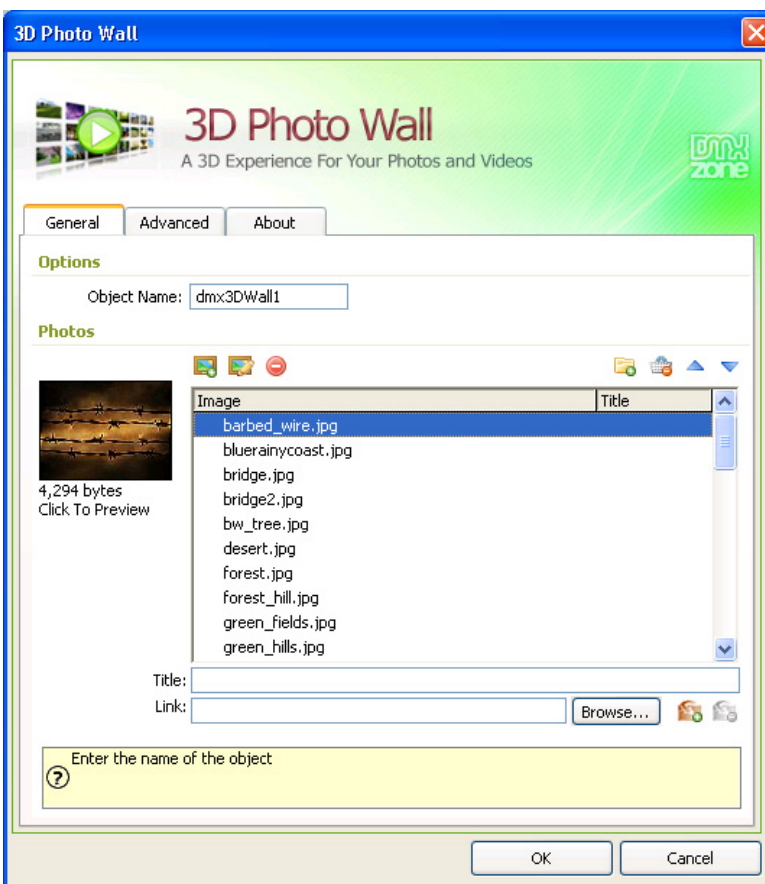 3D Photo Wall
3D Photo Wall
A 3D Experience For Your Photos and Videos
DMX
zone
General
Advanced
About
Options
Object Name: dmx3DWall1
Photos
Image
Title
barbed_wire.jpg
bluerainycoast.jpg
bridge.jpg
bridge2.jpg
bw_tree.jpg
desert.jpg
forest.jpg
forest_hill.jpg
green_fields.jpg
green_hills.jpg
4,294 bytes
Click To Preview
Title:
Link:
Browse...
Enter the name of the object
OK
Cancel